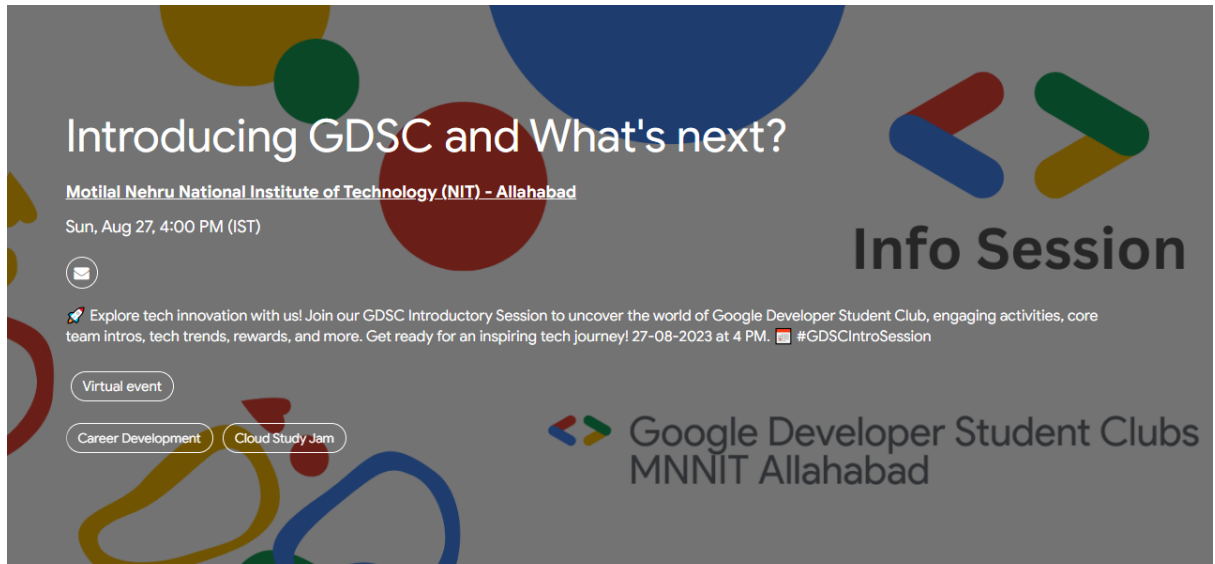 Introducing GDSC and What's next?
Motilal Nehru National Institute of Technology (NIT) - Allahabad
Sun, Aug 27, 4:00 PM (IST)
Info Session
🚀 Explore tech innovation with us! Join our GDSC Introductory Session to uncover the world of Google Developer Student Club, engaging activities, core
team intros, tech trends, rewards, and more. Get ready for an inspiring tech journey! 27-08-2023 at 4 PM. 🗓️ #GDSCIntroSession
Virtual event
Career Development
Cloud Study Jam
Google Developer Student Clubs
MNNIT Allahabad